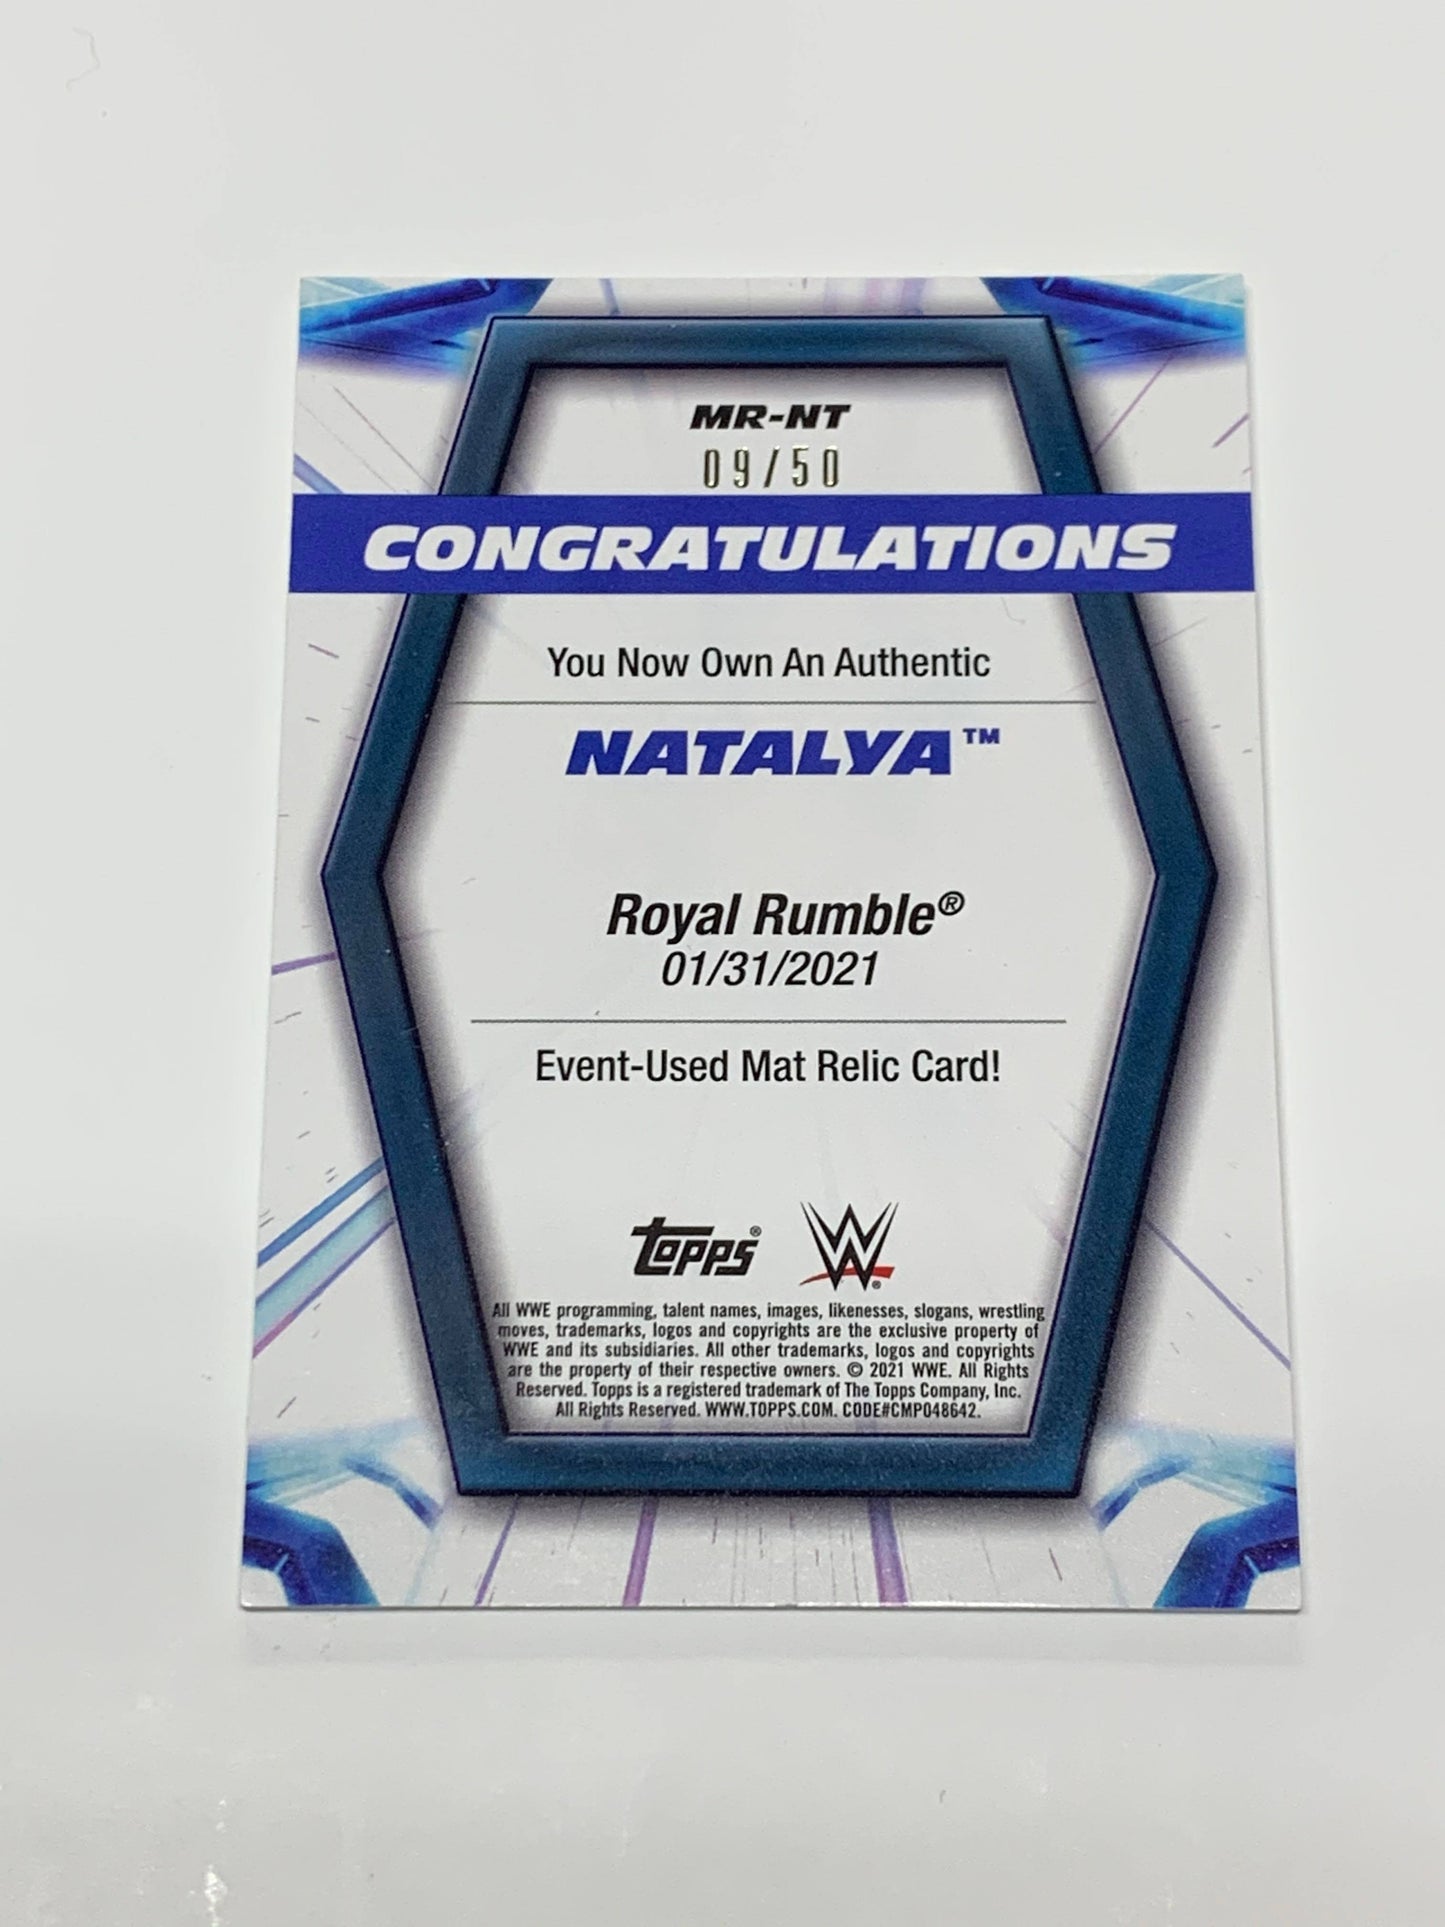 MR-NT
09/50
CONGRATULATIONS
You Now Own An Authentic
NATALYA™
Royal Rumble®
01/31/2021
Event-Used Mat Relic Card!
Topps® W®
All WWE programming, talent names, images, likenesses, slogans, wrestling
moves, trademarks, logos and copyrights are the exclusive property of
WWE and its subsidiaries. All other trademarks, logos and copyrights
are the property of their respective owners. © 2021 WWE. All Rights
Reserved. Topps is a registered trademark of The Topps Company, Inc.
All Rights Reserved. WWW.TOPPS.COM. CODE#CMP048642.